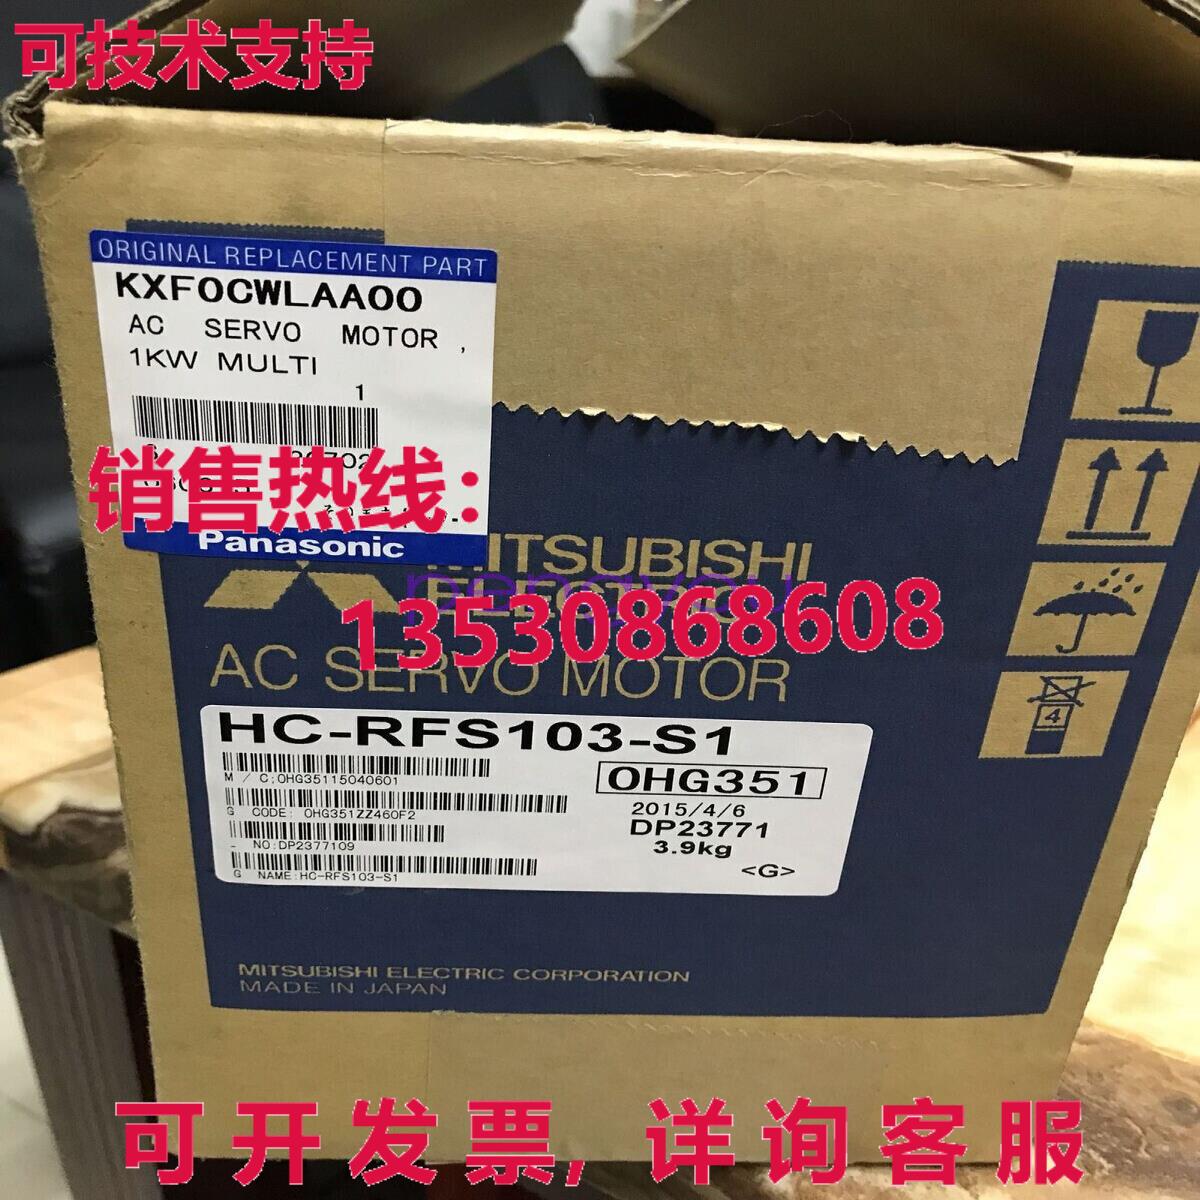 可技术支持
ORIGINAL REPLACEMENT PART
KXF0CWLAA00
AC SERVO MOTOR ,
1KW MULTI
1
销售热线:
Panasonic
MITSUBISHI
ELECTRIC
pengyou
13530868608
AC SERVO MOTOR
HC-RFS103-S1
M / C:0HG35115040601
0HG351
G CODE: 0HG351ZZ460F2
2015/4/6
DP23771
- NO:DP2377109
3.9kg
G NAME:HC-RFS103-S1
<G>
4
MITSUBISHI ELECTRIC CORPORATION
MADE IN JAPAN
可开发票, 详询客服